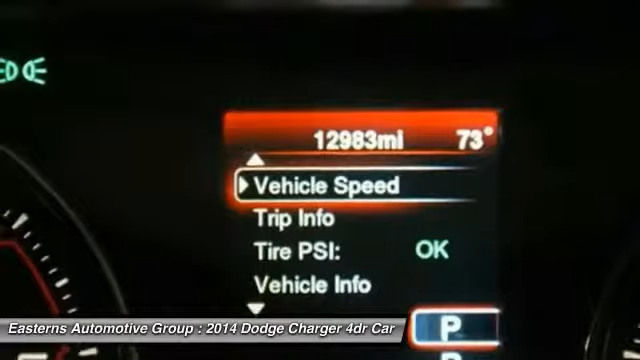 12983mi 73°
Vehicle Speed
Trip Info
Tire PSI: OK
Vehicle Info
P
Easterns Automotive Group : 2014 Dodge Charger 4dr Car